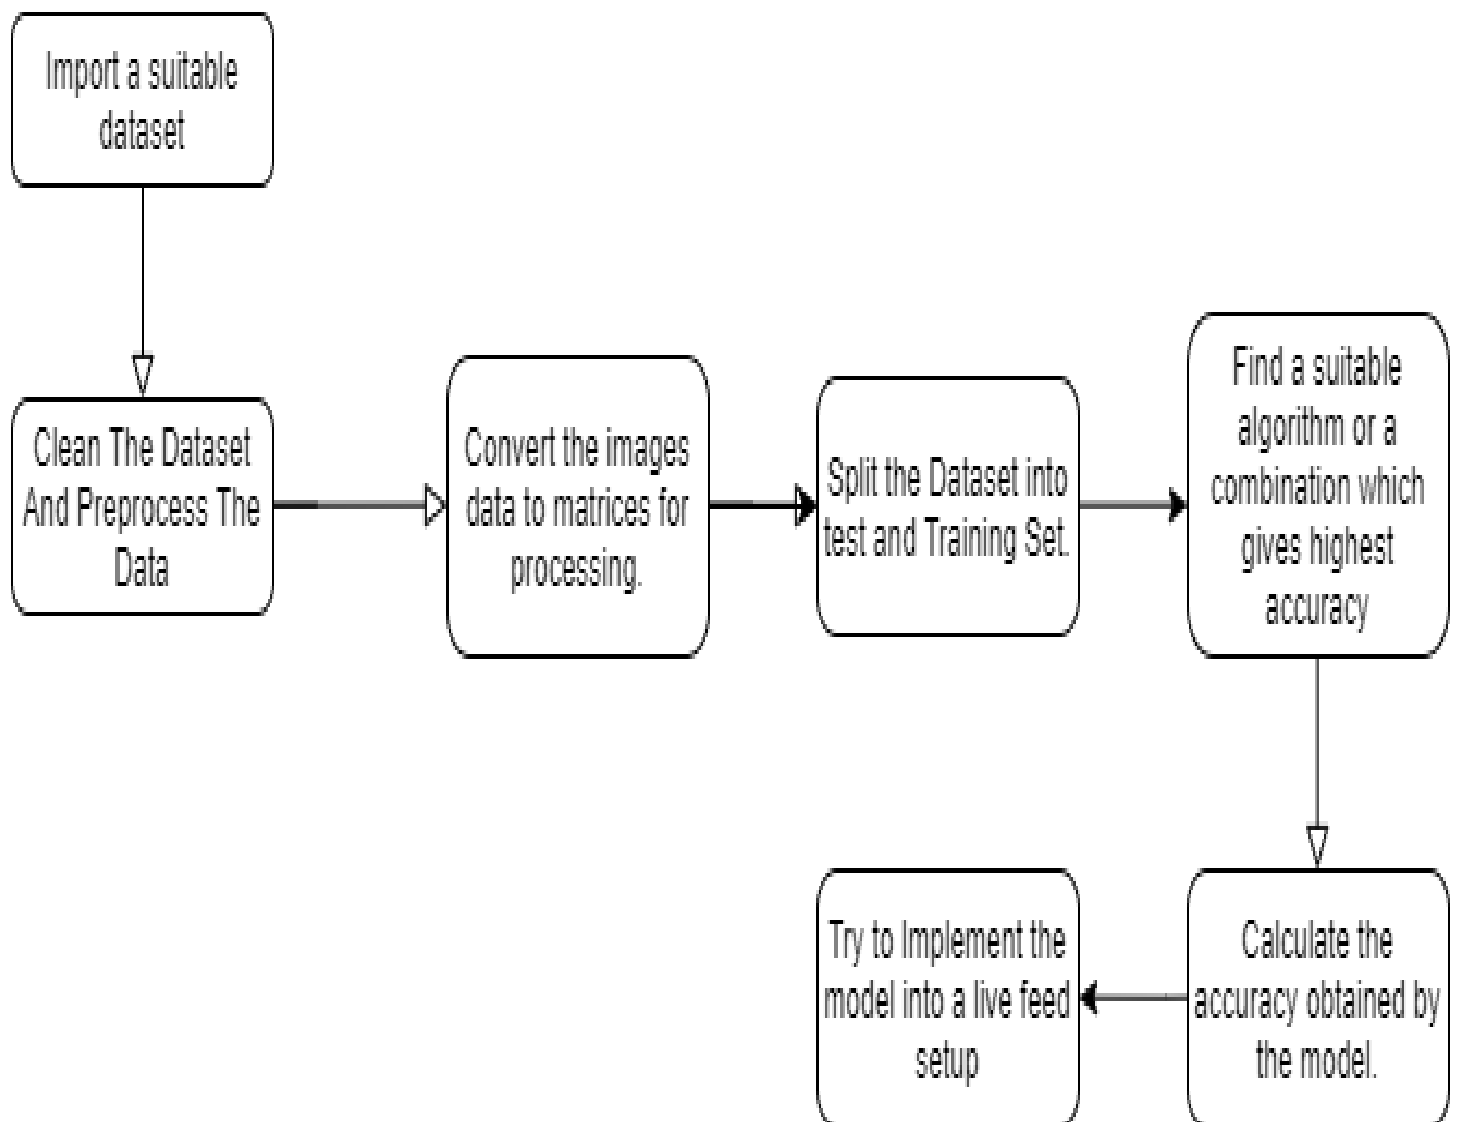 Import a suitable
dataset
Clean The Dataset
And Preprocess The
Data
Convert the images
data to matrices for
processing.
Split the Dataset into
test and Training Set.
Find a suitable
algorithm or a
combination which
gives highest
accuracy
Calculate the
accuracy obtained by
the model.
Try to Implement the
model into a live feed
setup